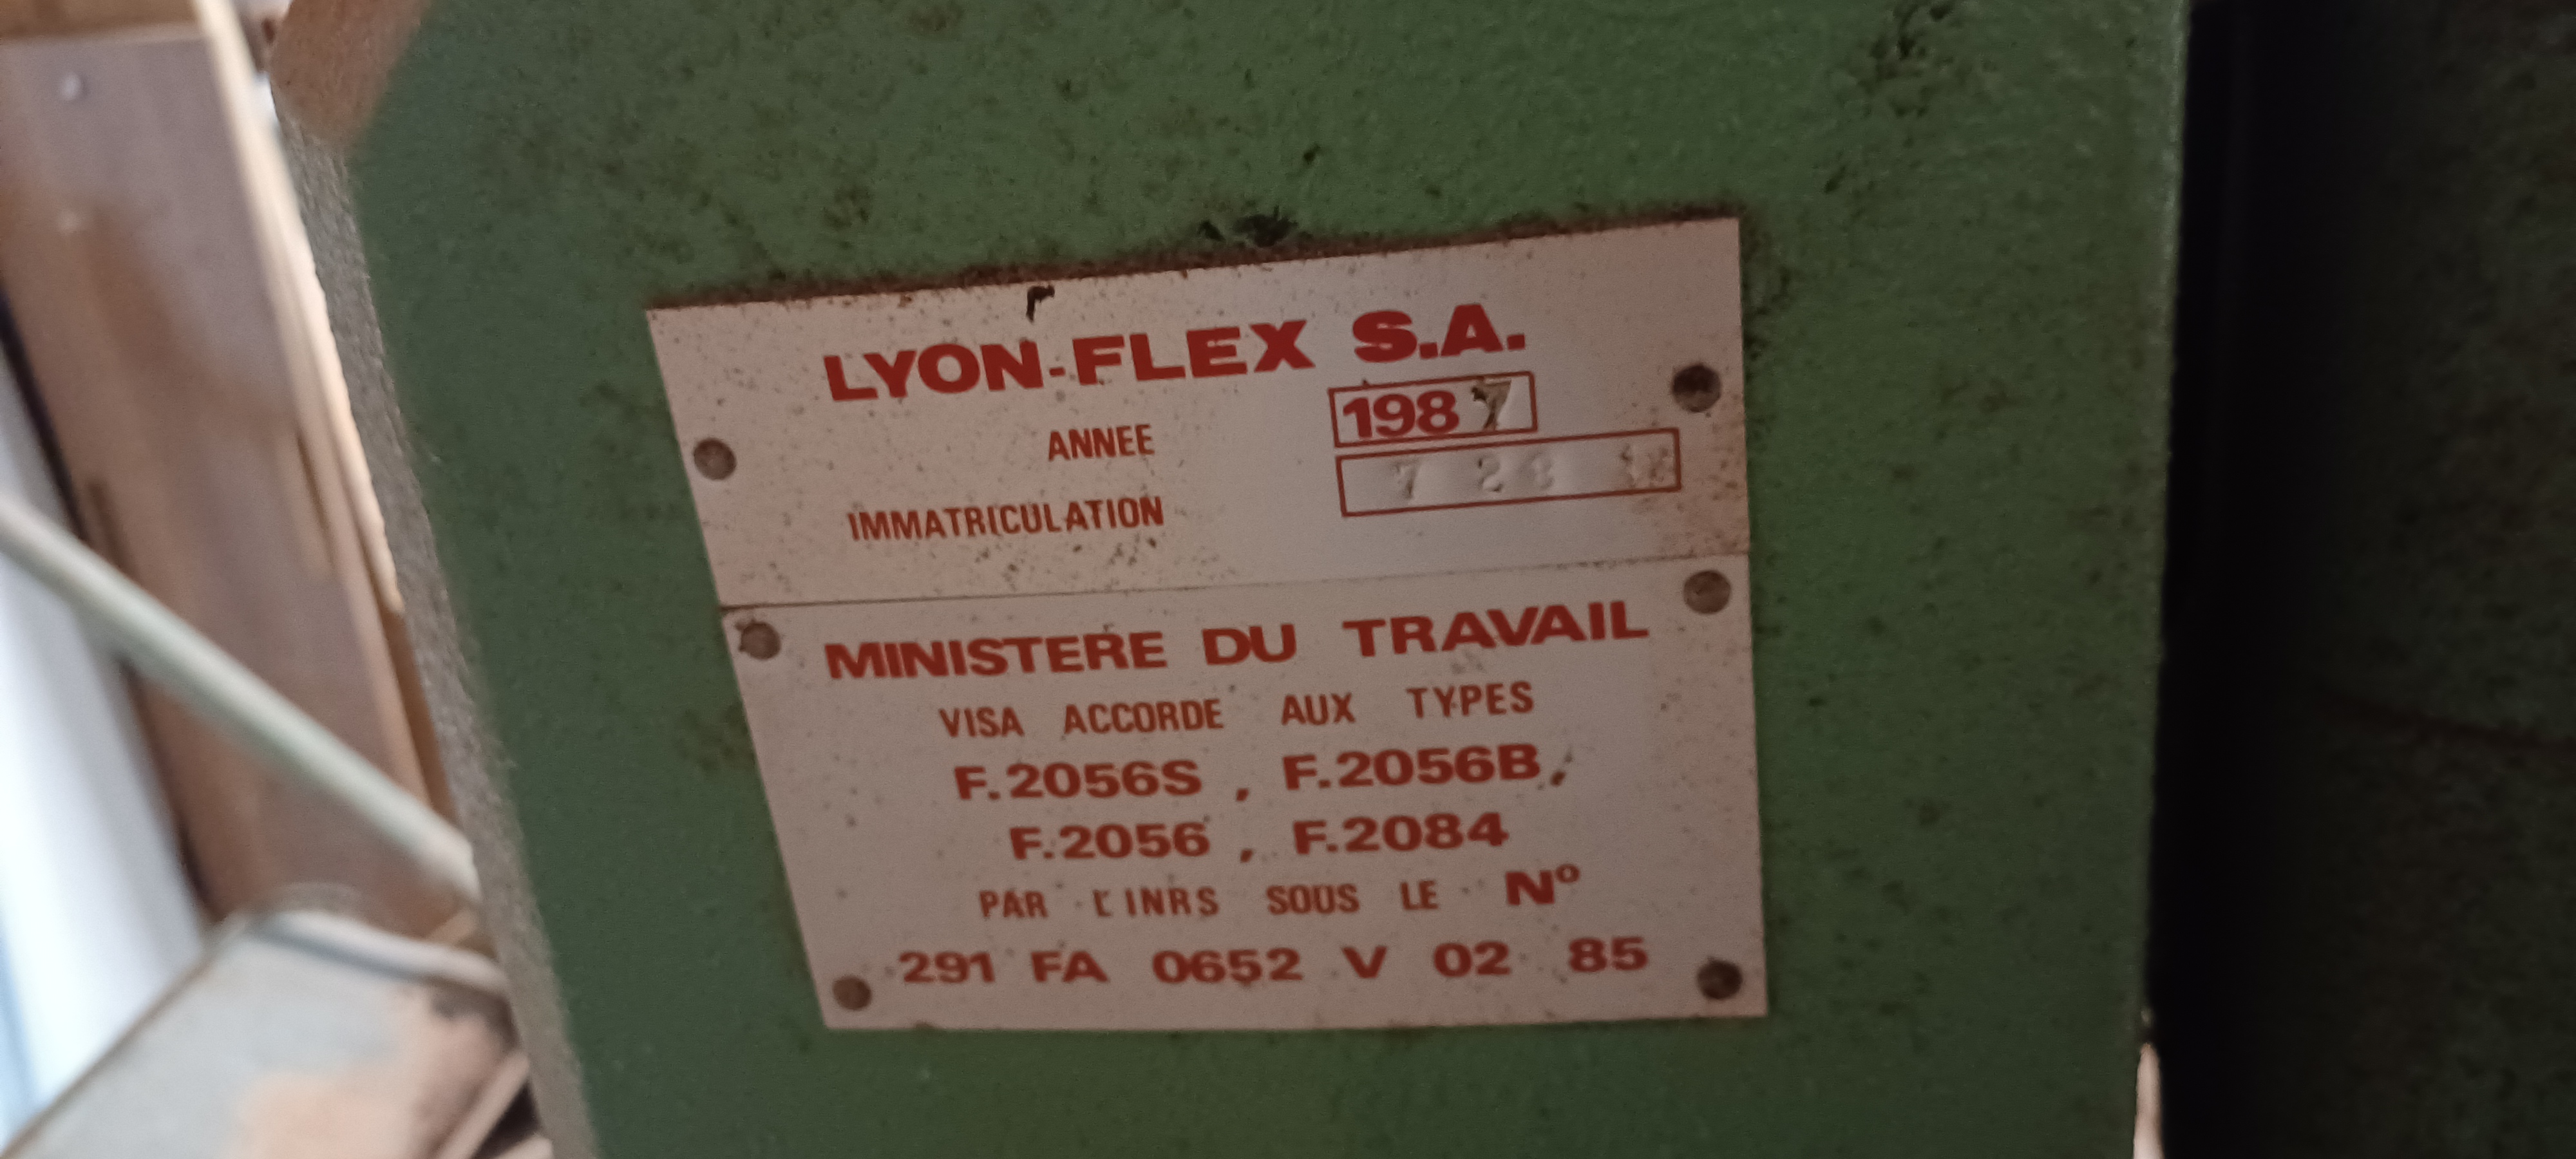 LYON-FLEX S.A.
ANNEE 1987
IMMATRICULATION
MINISTERE DU TRAVAIL
VISA ACCORDE AUX TYPES
F.2056S , F.2056B,
F.2056 , F.2084
PAR L'INRS SOUS LE Nº
291 FA 0652 V 02 85